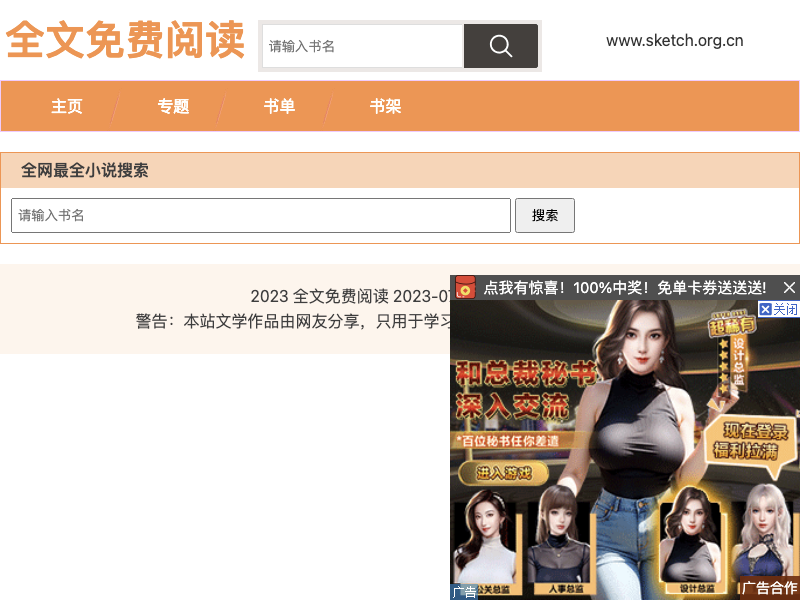 全文免费阅读
请输入书名
www.sketch.org.cn
主页
专题
书单
书架
全网最全小说搜索
请输入书名
搜索
2023 全文免费阅读 2023-0
警告：本站文学作品由网友分享，只用于学习
点我有惊喜！100%中奖！免单卡券送送送!
关闭
超稀有
设计总监
和总裁秘书
深入交流
*百位秘书任你差遣
现在登录
福利拉满
进入游戏
公关总监
人事总监
设计总监
广告
广告合作